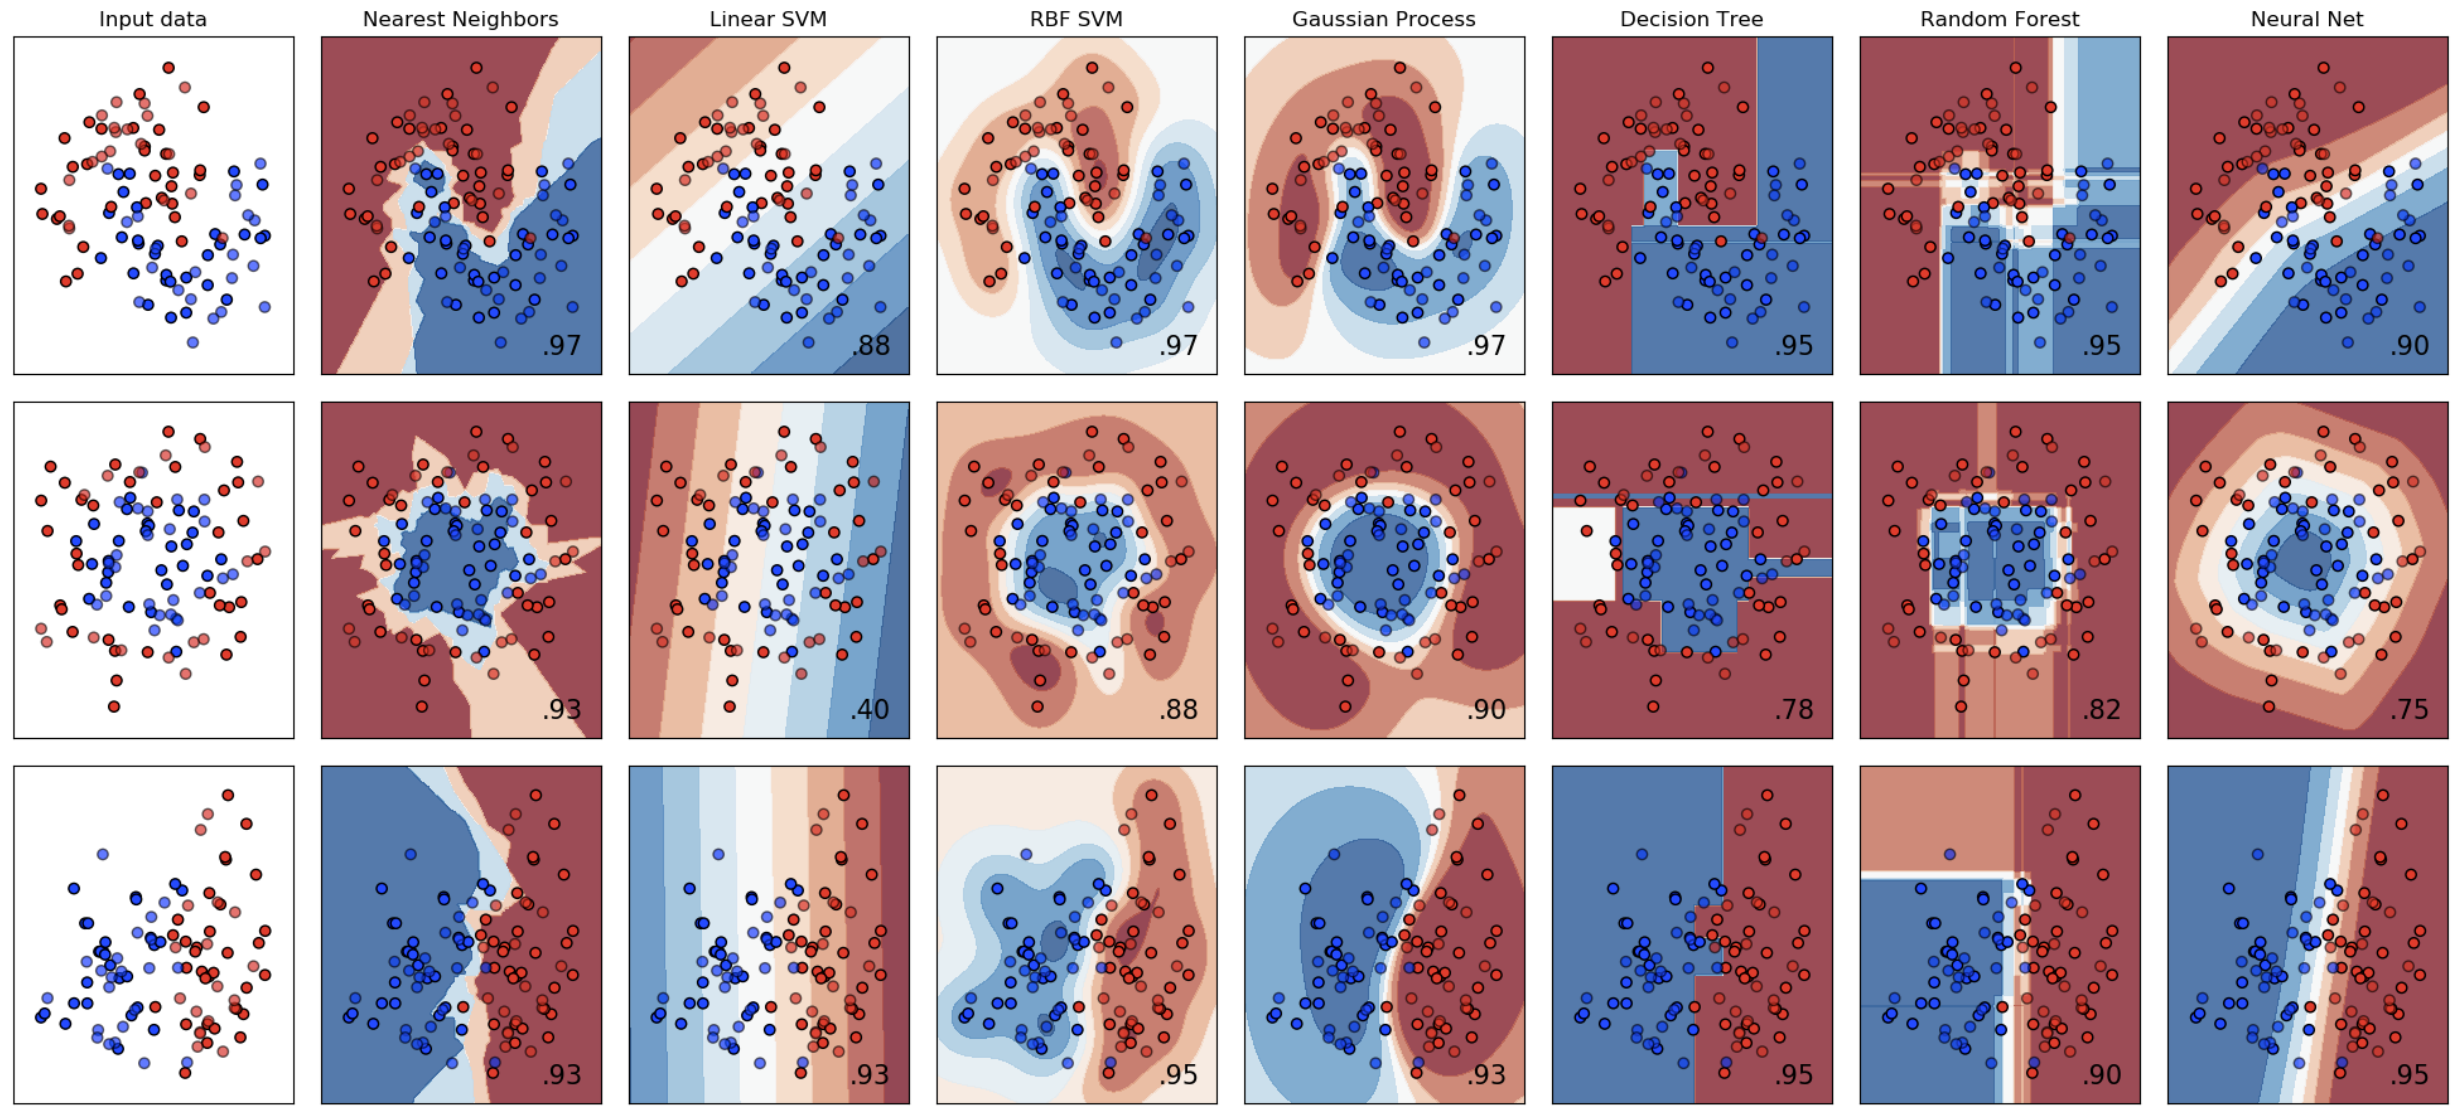 Input data Nearest Neighbors Linear SVM RBF SVM Gaussian Process Decision Tree Random Forest Neural Net
.97 .88 .97 .97 .95 .95 .90
.93 .40 .88 .90 .78 .82 .75
.93 .93 .95 .93 .95 .90 .95